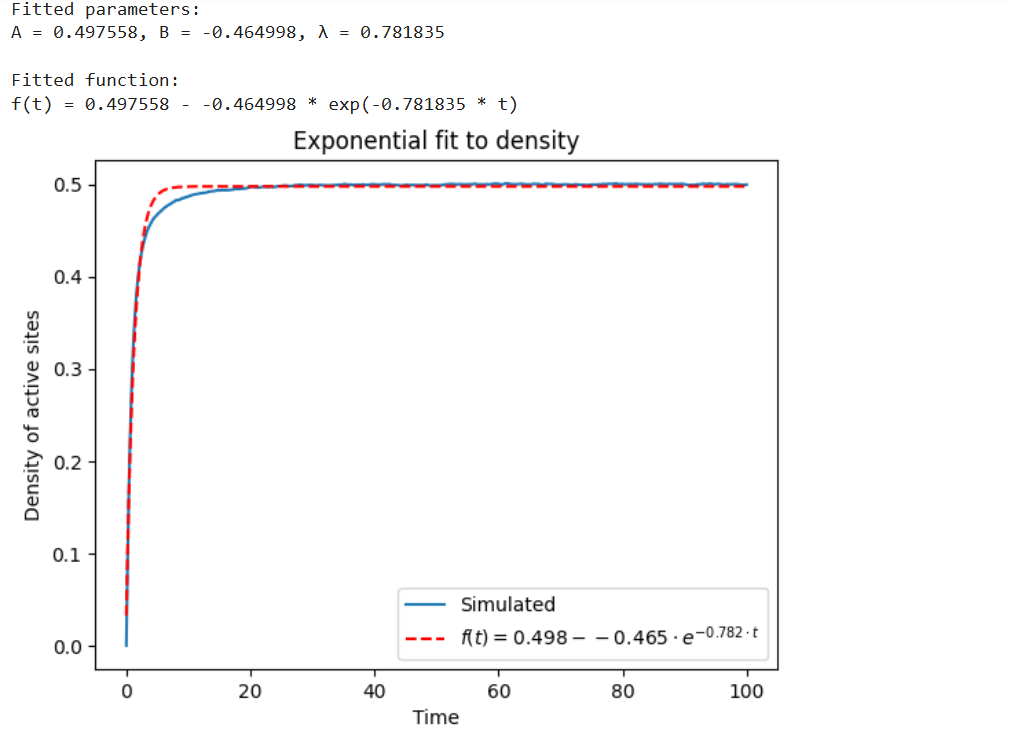 Fitted parameters:
A = 0.497558, B = -0.464998, λ = 0.781835
Fitted function:
f(t) = 0.497558 - -0.464998 * exp(-0.781835 * t)
Exponential fit to density
Density of active sites
0.5
0.4
0.3
0.2
0.1
0.0
Simulated
f(t) = 0.498 − − 0.465 · e^{−0.782 · t}
0 20 40 60 80 100
Time